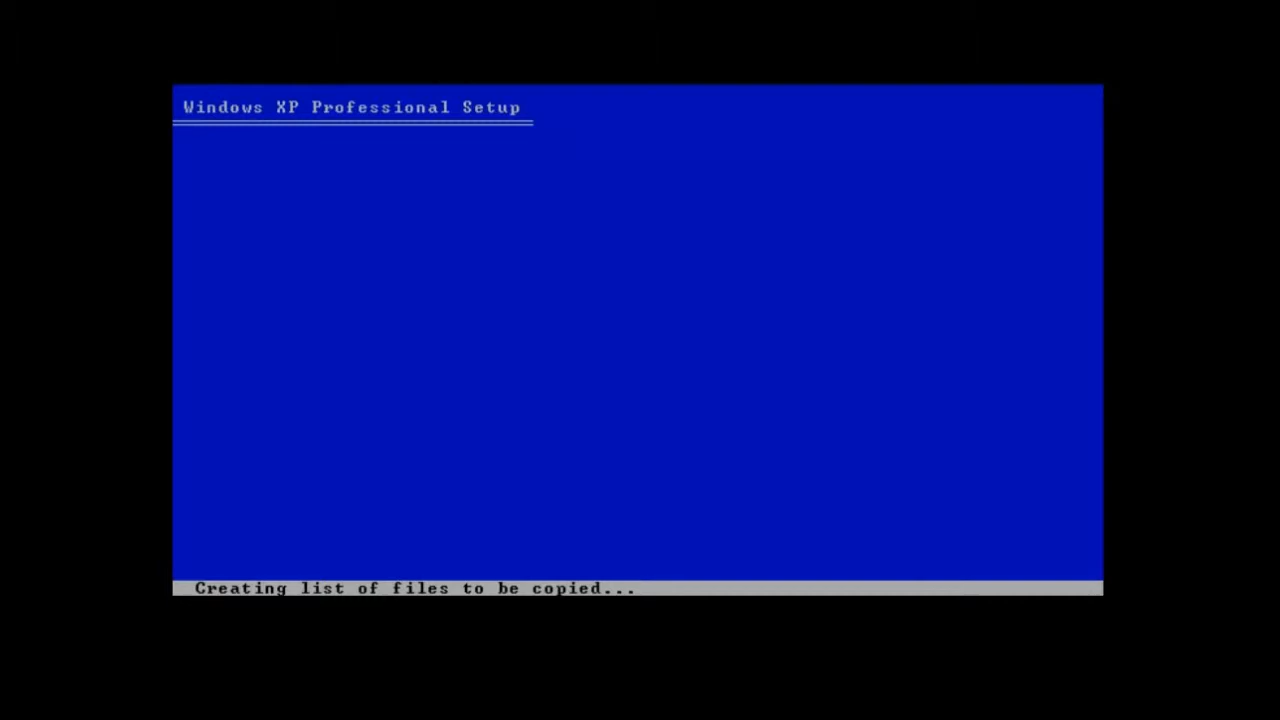 Windows XP Professional Setup
Creating list of files to be copied...